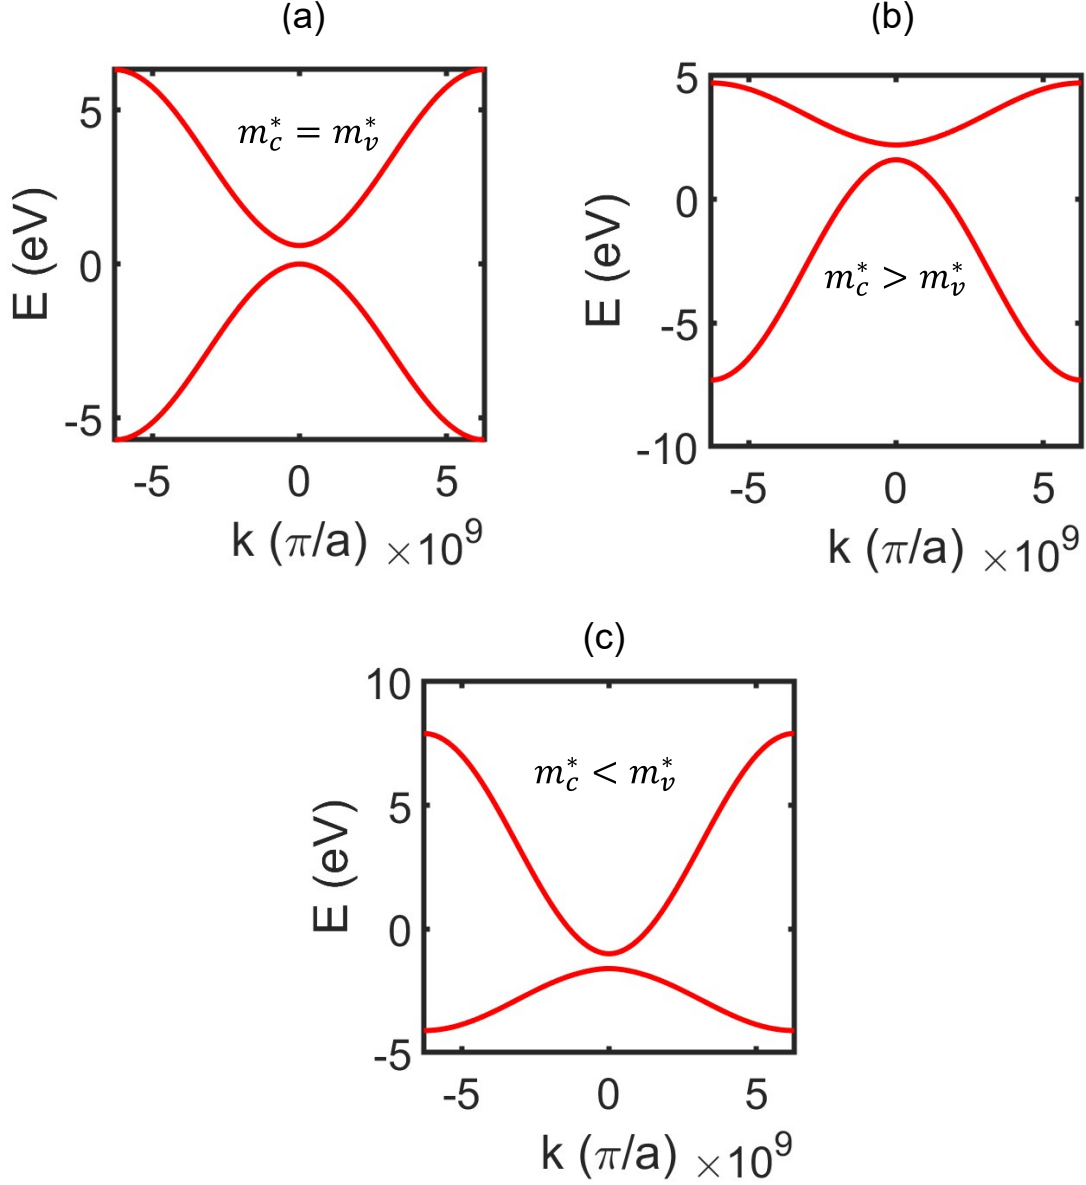 (a)
5
0
-5
E (eV)
m*c = m*v
-5 0 5
k (π/a) ×10⁹
(b)
5
0
-5
-10
E (eV)
m*c > m*v
-5 0 5
k (π/a) ×10⁹
(c)
10
5
0
-5
E (eV)
m*c < m*v
-5 0 5
k (π/a) ×10⁹